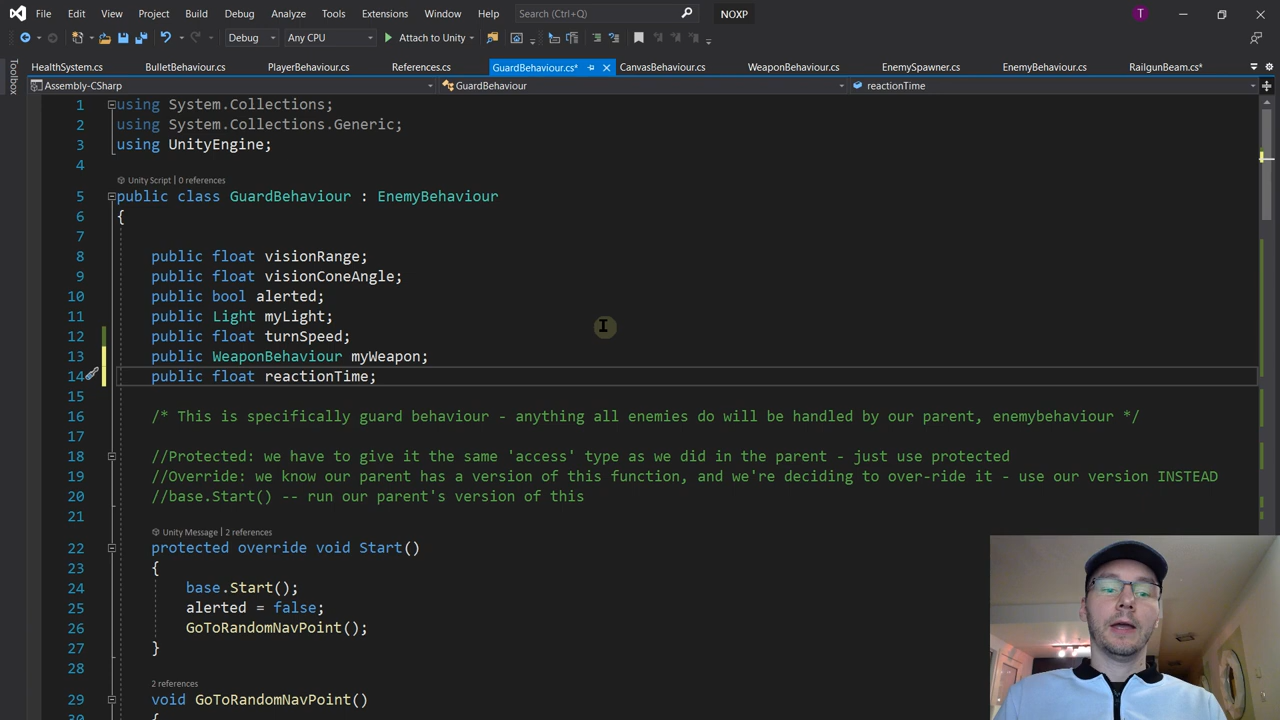 File Edit View Project Build Debug Analyze Tools Extensions Window Help Search (Ctrl+Q) NOXP T
Debug Any CPU Attach to Unity
HealthSystem.cs BulletBehaviour.cs PlayerBehaviour.cs References.cs GuardBehaviour.cs* CanvasBehaviour.cs WeaponBehaviour.cs EnemySpawner.cs EnemyBehaviour.cs RailgunBeam.cs*
Toolbox
Assembly-CSharp GuardBehaviour reactionTime
1 using System.Collections;
2 using System.Collections.Generic;
3 using UnityEngine;
4
Unity Script | 0 references
5 public class GuardBehaviour : EnemyBehaviour
6 {
7
8 public float visionRange;
9 public float visionConeAngle;
10 public bool alerted;
11 public Light myLight;
12 public float turnSpeed;
13 public WeaponBehaviour myWeapon;
14 public float reactionTime;
15
16 /* This is specifically guard behaviour - anything all enemies do will be handled by our parent, enemybehaviour */
17
18 //Protected: we have to give it the same 'access' type as we did in the parent - just use protected
19 //Override: we know our parent has a version of this function, and we're deciding to over-ride it - use our version INSTEAD
20 //base.Start() -- run our parent's version of this
21
Unity Message | 2 references
22 protected override void Start()
23 {
24 base.Start();
25 alerted = false;
26 GoToRandomNavPoint();
27 }
28
2 references
29 void GoToRandomNavPoint()
30 {